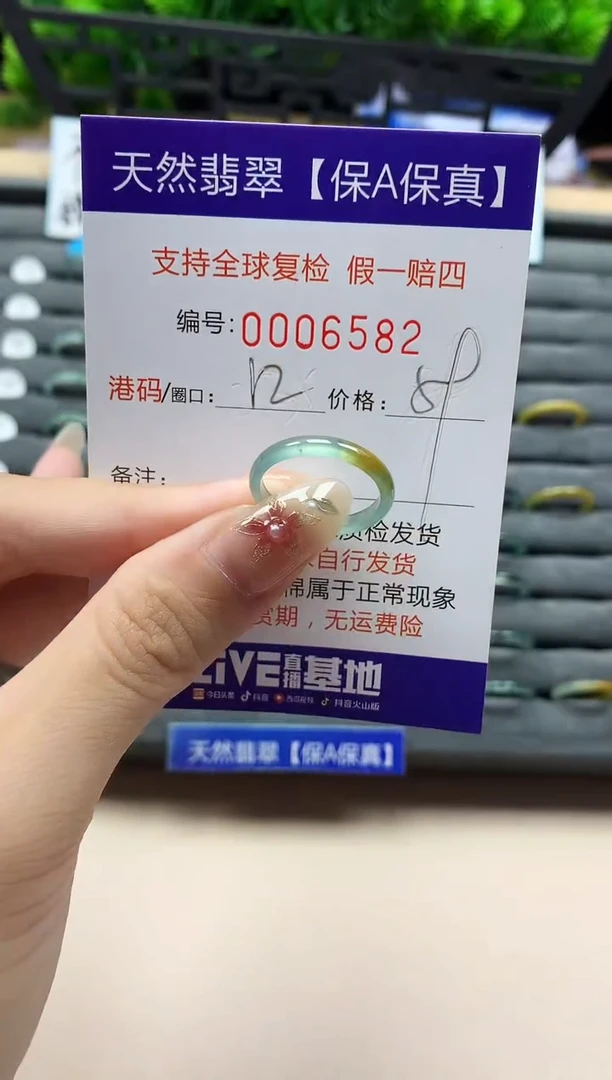 天然翡翠【保A保真】
支持全球复检 假一赔四
编号:0006582
港码/圈口: 12 价格:
备注:
质检发货
自行发货
棉属于正常现象
货期，无运费险
LIVE直播基地
今日头条 抖音 西瓜视频 抖音火山版
天然翡翠【保A保真】